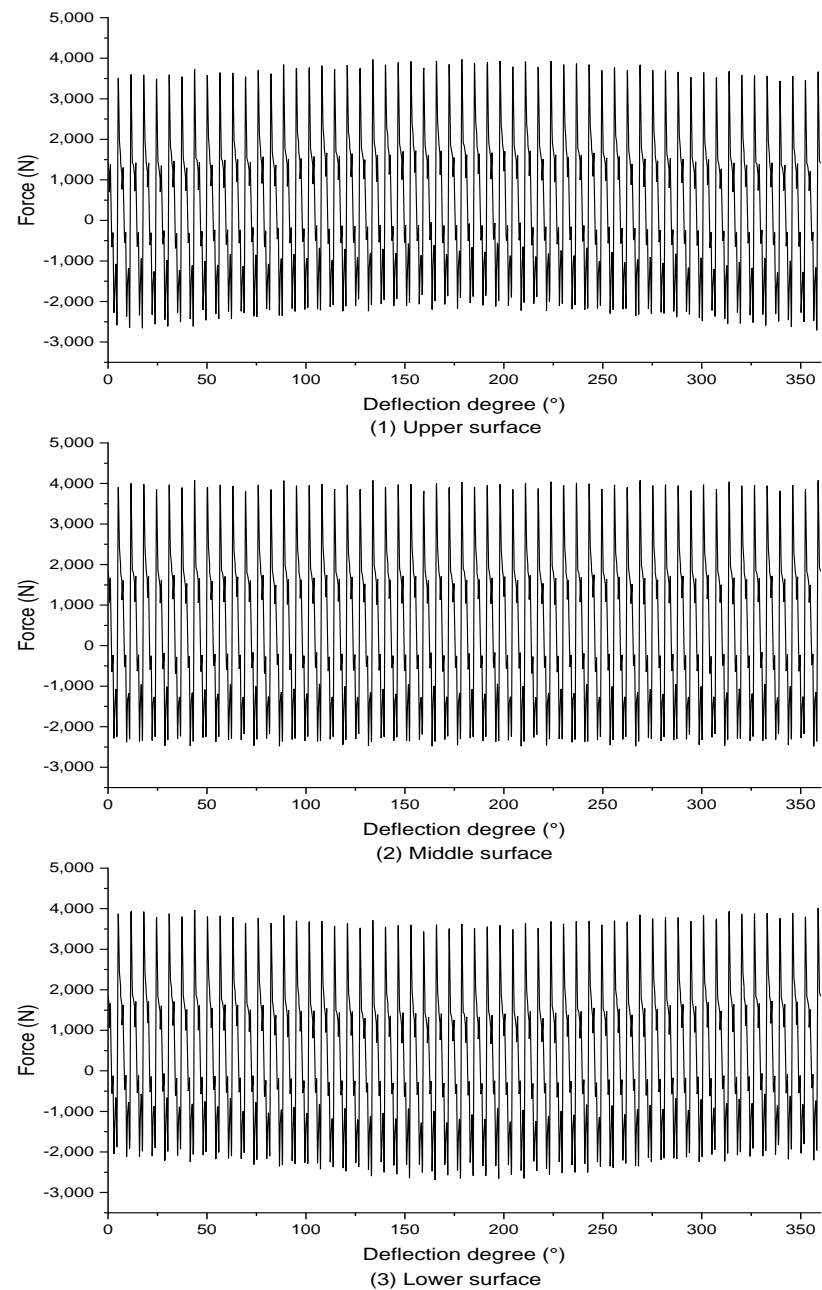 5,000
4,000
3,000
2,000
1,000
0
-1,000
-2,000
-3,000
Force (N)
0 50 100 150 200 250 300 350
Deflection degree (°)
(1) Upper surface
5,000
4,000
3,000
2,000
1,000
0
-1,000
-2,000
-3,000
Force (N)
0 50 100 150 200 250 300 350
Deflection degree (°)
(2) Middle surface
5,000
4,000
3,000
2,000
1,000
0
-1,000
-2,000
-3,000
Force (N)
0 50 100 150 200 250 300 350
Deflection degree (°)
(3) Lower surface